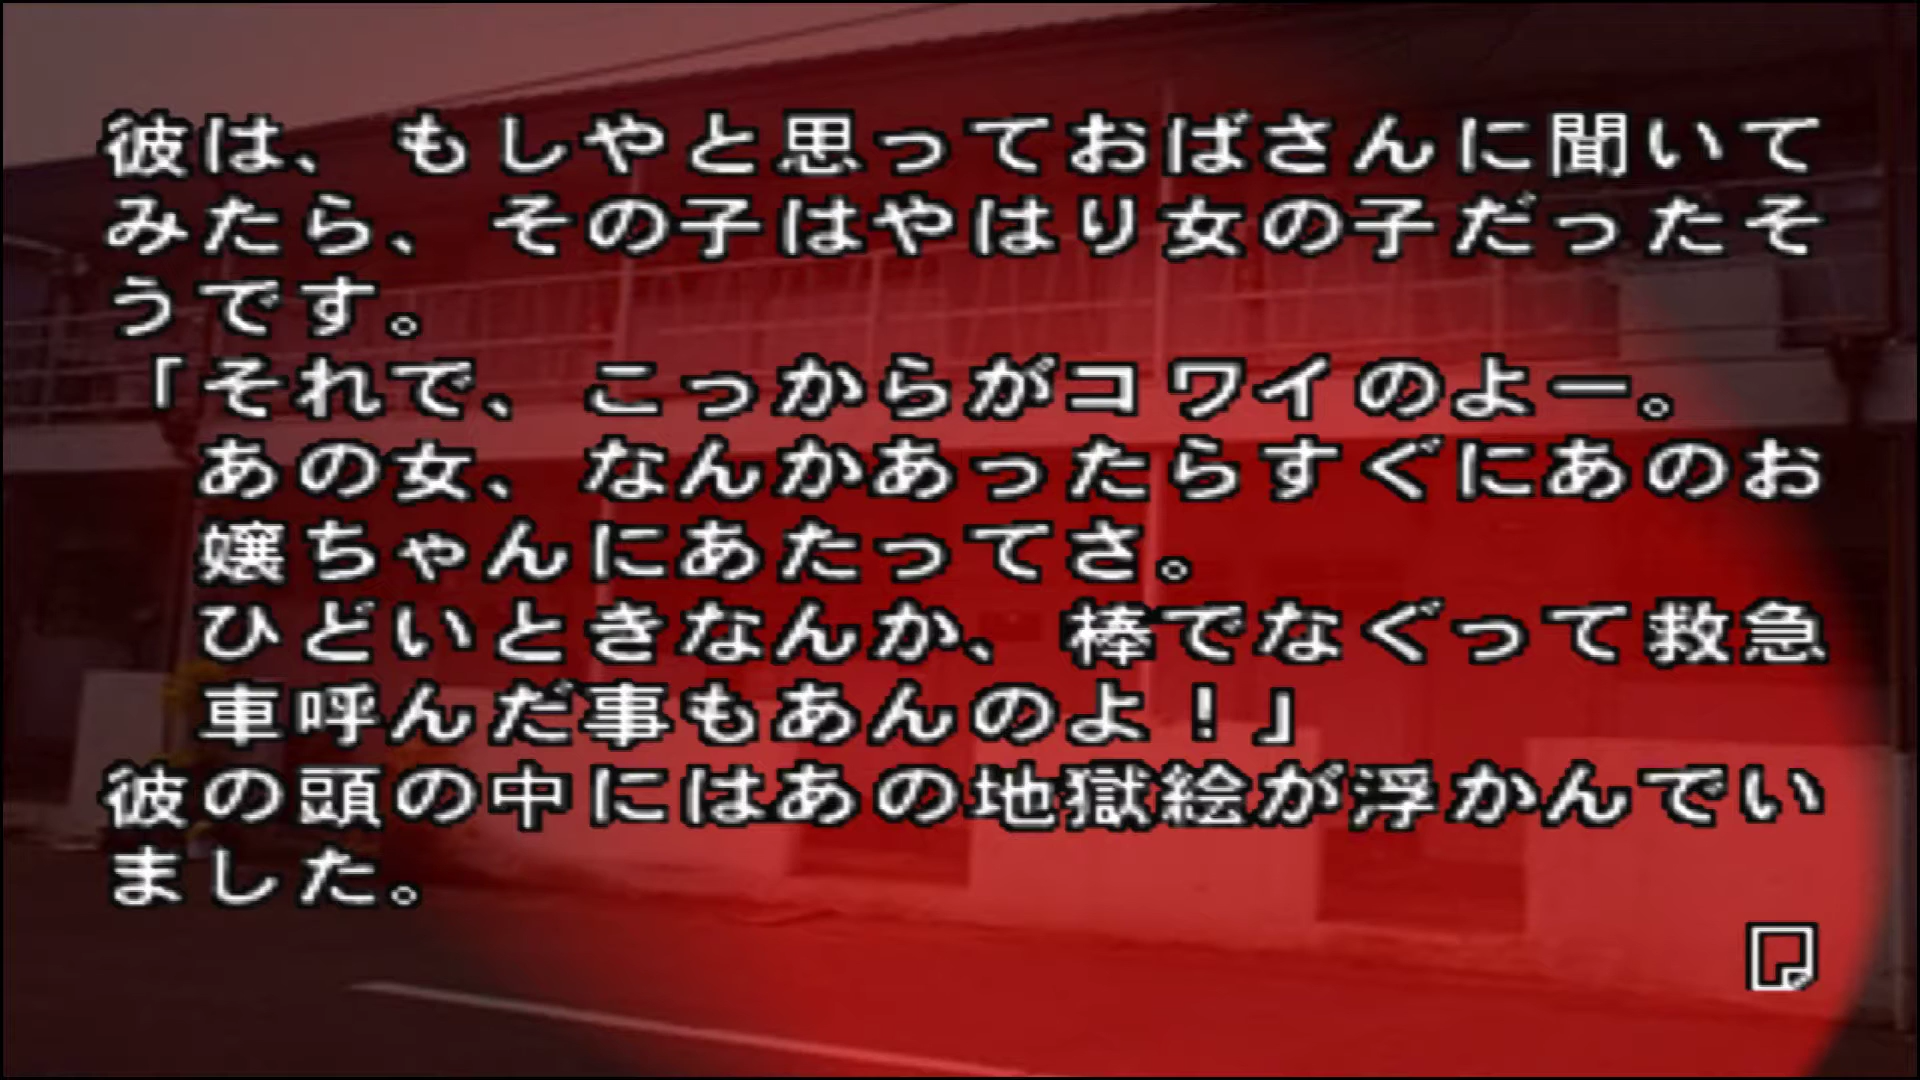 彼は、もしやと思っておばさんに聞いて
みたら、その子はやはり女の子だったそ
うです。
「それで、こっからがコワイのよー。
あの女、なんかあったらすぐにあのお
嬢ちゃんにあたってさ。
ひどいときなんか、棒でなぐって救急
車呼んだ事もあんのよ！」
彼の頭の中にはあの地獄絵が浮かんでい
ました。